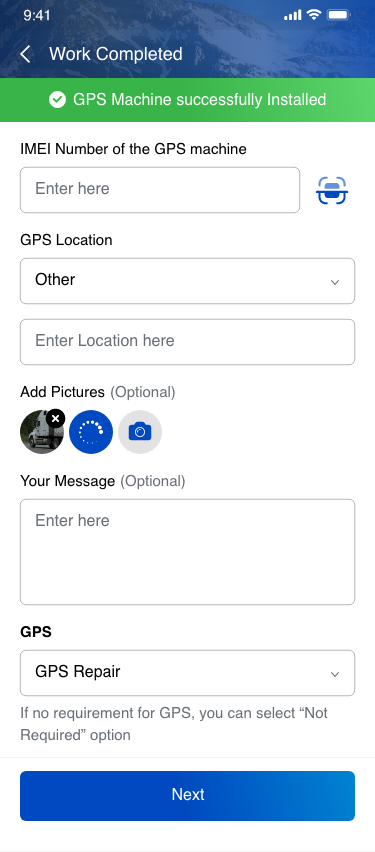 9:41
Work Completed
GPS Machine successfully Installed
IMEI Number of the GPS machine
Enter here
GPS Location
Other
Enter Location here
Add Pictures (Optional)
Your Message (Optional)
Enter here
GPS
GPS Repair
If no requirement for GPS, you can select “Not
Required” option
Next